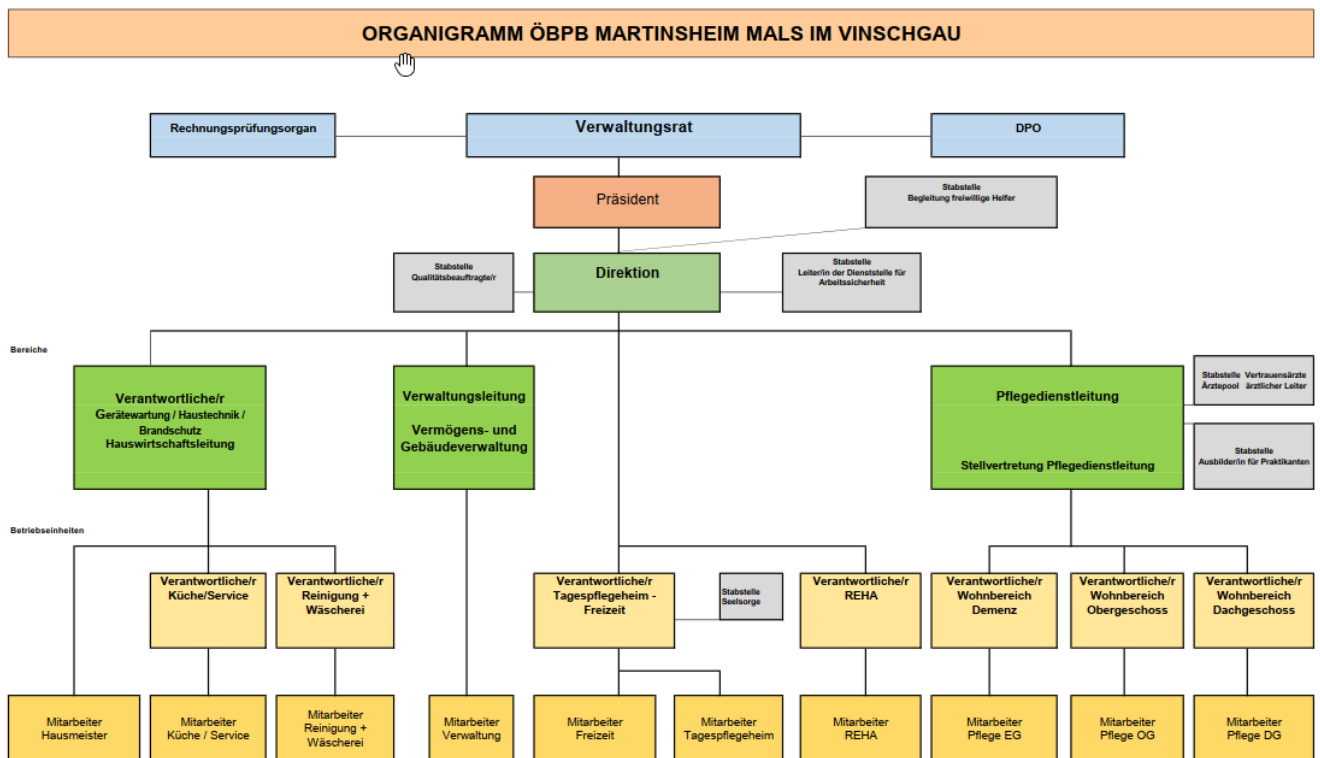 ORGANIGRAMM ÖBPB MARTINSHEIM MALS IM VINSCHGAU
Rechnungsprüfungsorgan
Verwaltungsrat
DPO
Präsident
Stabstelle
Begleitung freiwillige Helfer
Stabstelle
Qualitätsbeauftragte/r
Direktion
Stabstelle
Leiter/in der Dienststelle für
Arbeitssicherheit
Bereiche
Verantwortliche/r
Gerätewartung / Haustechnik /
Brandschutz
Hauswirtschaftsleitung
Verwaltungsleitung
Vermögens- und
Gebäudeverwaltung
Pflegedienstleitung
Stellvertretung Pflegedienstleitung
Stabstelle Vertrauensärzte
Ärztepool ärztlicher Leiter
Stabstelle
Ausbilder/in für Praktikanten
Betriebseinheiten
Verantwortliche/r
Küche/Service
Verantwortliche/r
Reinigung +
Wäscherei
Verantwortliche/r
Tagespflegeheim -
Freizeit
Stabstelle
Seelsorge
Verantwortliche/r
REHA
Verantwortliche/r
Wohnbereich
Demenz
Verantwortliche/r
Wohnbereich
Obergeschoss
Verantwortliche/r
Wohnbereich
Dachgeschoss
Mitarbeiter
Hausmeister
Mitarbeiter
Küche / Service
Mitarbeiter
Reinigung +
Wäscherei
Mitarbeiter
Verwaltung
Mitarbeiter
Freizeit
Mitarbeiter
Tagespflegeheim
Mitarbeiter
REHA
Mitarbeiter
Pflege EG
Mitarbeiter
Pflege OG
Mitarbeiter
Pflege DG